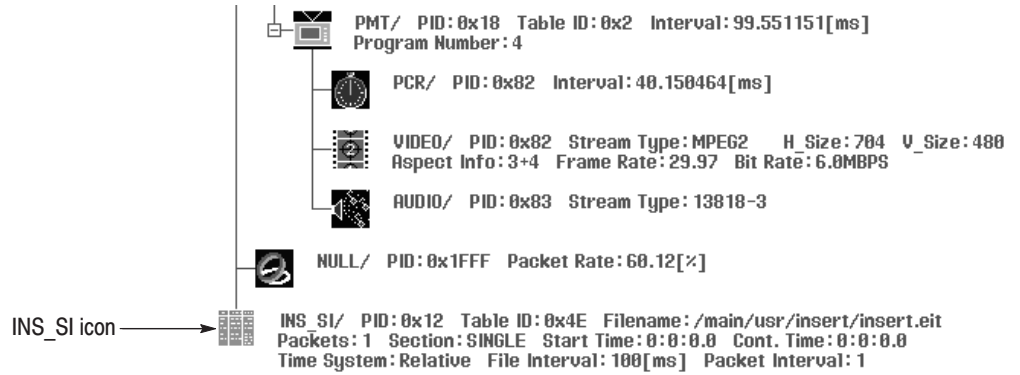 PMT/ PID:0x18 Table ID:0x2 Interval:99.551151[ms]
Program Number:4
PCR/ PID:0x82 Interval:40.150464[ms]
VIDEO/ PID:0x82 Stream Type:MPEG2 H_Size:704 V_Size:480
Aspect Info:3+4 Frame Rate:29.97 Bit Rate:6.0MBPS
AUDIO/ PID:0x83 Stream Type:13818-3
NULL/ PID:0x1FFF Packet Rate:60.12[%]
INS_SI icon
INS_SI/ PID:0x12 Table ID:0x4E Filename:/main/usr/insert/insert.eit
Packets:1 Section:SINGLE Start Time:0:0:0.0 Cont. Time:0:0:0.0
Time System:Relative File Interval:100[ms] Packet Interval:1